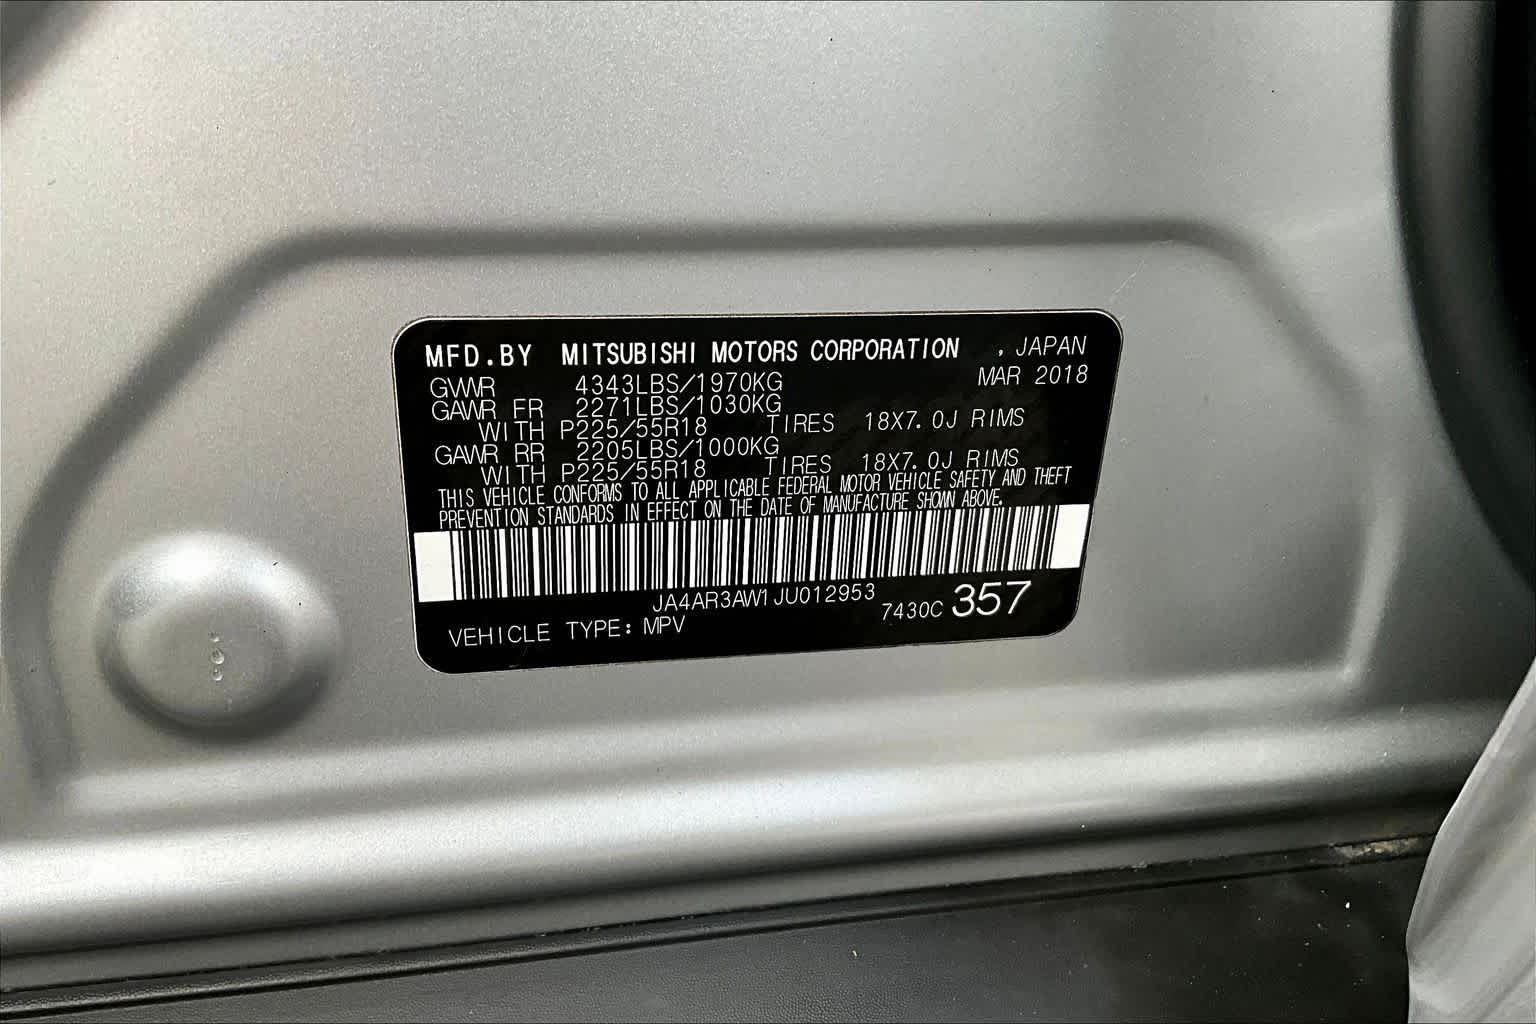 MFD.BY MITSUBISHI MOTORS CORPORATION , JAPAN
MAR 2018
GVWR 4343LBS/1970KG
GAWR FR 2271LBS/1030KG
WITH P225/55R18 TIRES 18X7.0J RIMS
GAWR RR 2205LBS/1000KG
WITH P225/55R18 TIRES 18X7.0J RIMS
THIS VEHICLE CONFORMS TO ALL APPLICABLE FEDERAL MOTOR VEHICLE SAFETY AND THEFT
PREVENTION STANDARDS IN EFFECT ON THE DATE OF MANUFACTURE SHOWN ABOVE.
JA4AR3AW1JU012953
VEHICLE TYPE: MPV 7430C 357